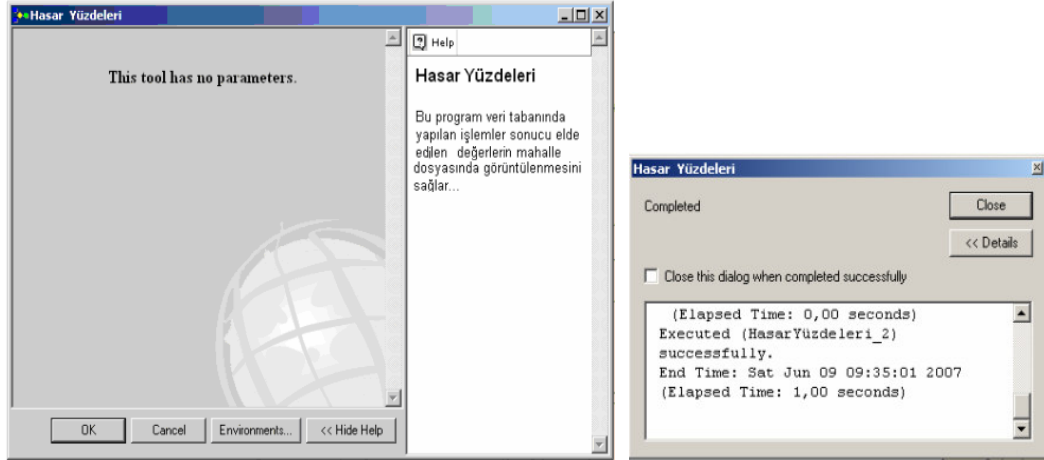 Hasar Yüzdeleri
This tool has no parameters.
OK
Cancel
Environments...
<< Hide Help
Help
Hasar Yüzdeleri
Bu program veri tabanında
yapılan işlemler sonucu elde
edilen değerlerin mahalle
dosyasında görüntülenmesini
sağlar...
Hasar Yüzdeleri
Completed
Close
<< Details
Close this dialog when completed successfully
(Elapsed Time: 0,00 seconds)
Executed (HasarYüzdeleri_2)
successfully.
End Time: Sat Jun 09 09:35:01 2007
(Elapsed Time: 1,00 seconds)